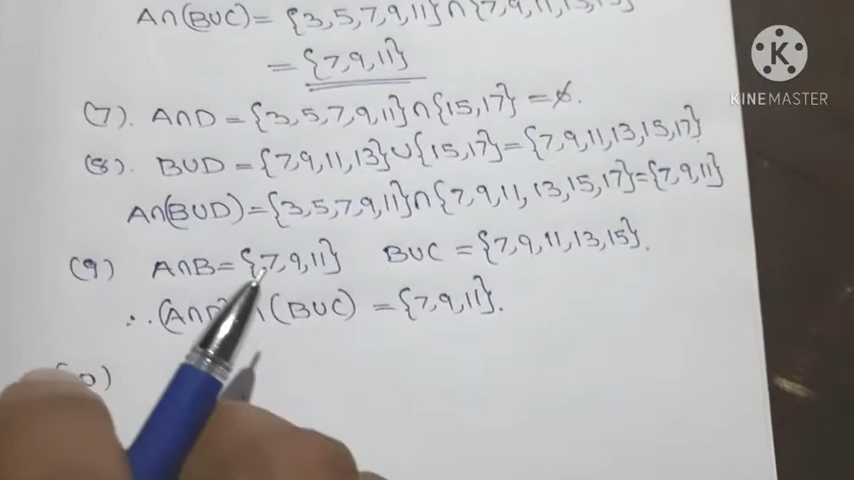 A∩(B∪C) = {3,5,7,9,11}∩{7,9,11,13,15}
= {7,9,11}
(7). A∩D = {3,5,7,9,11}∩{15,17} = ∅.
(8). B∪D = {7,9,11,13}∪{15,17} = {7,9,11,13,15,17}
A∩(B∪D) = {3,5,7,9,11}∩{7,9,11,13,15,17} = {7,9,11}
(9) A∩B = {7,9,11} B∪C = {7,9,11,13,15}.
∴ (A∩ ∩(B∪C) = {7,9,11}.
0)
K
KINEMASTER